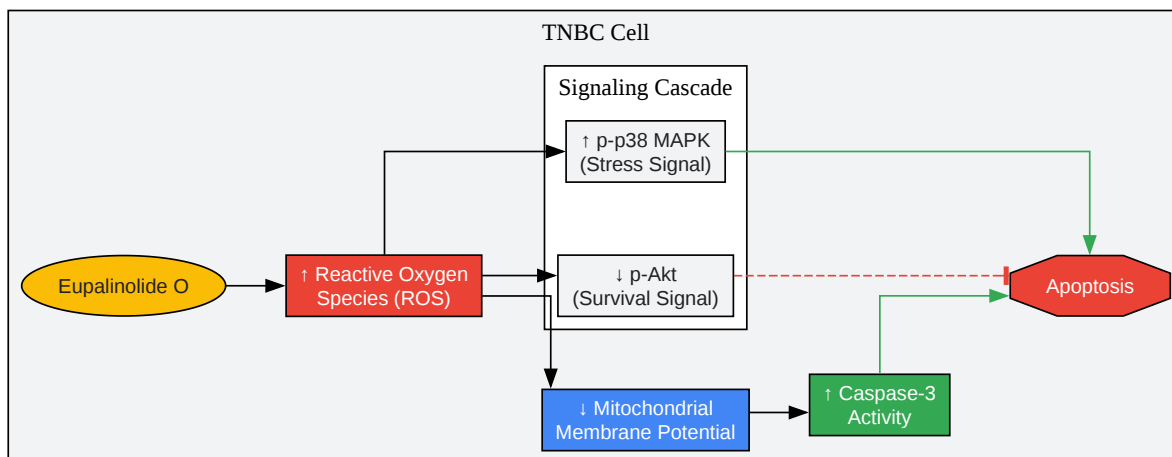 TNBC Cell
Signaling Cascade
↑ p-p38 MAPK
(Stress Signal)
Eupalinolide O
↑ Reactive Oxygen
Species (ROS)
↓ p-Akt
(Survival Signal)
Apoptosis
↓ Mitochondrial
Membrane Potential
↑ Caspase-3
Activity